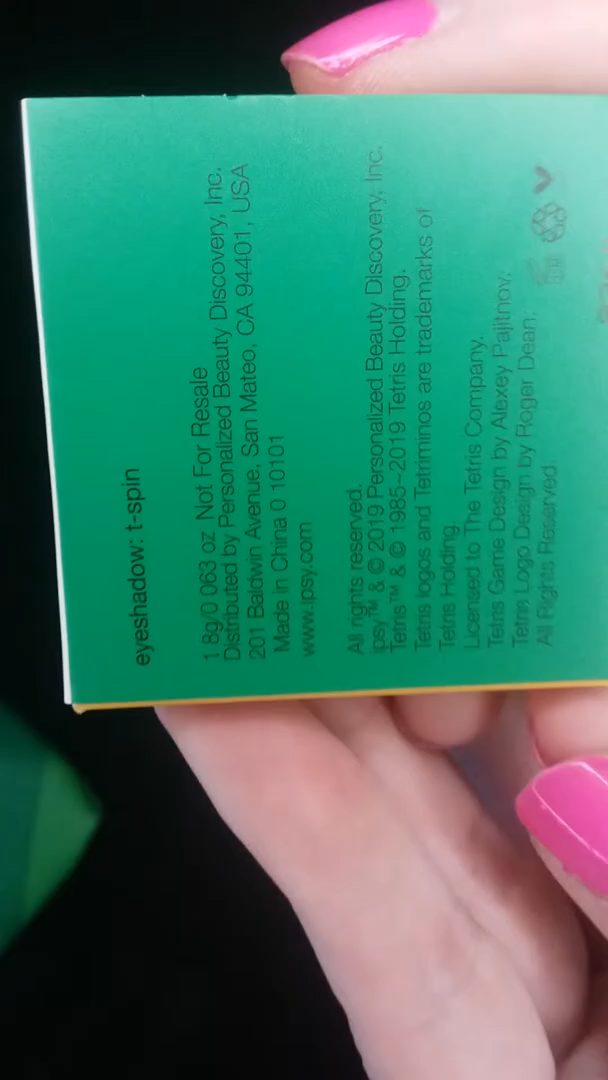 eyeshadow: t-spin
1.8g/0.063 oz Not For Resale
Distributed by Personalized Beauty Discovery, Inc.
201 Baldwin Avenue, San Mateo, CA 94401, USA
Made in China 0 10101
www.ipsy.com
All rights reserved.
ipsy™ & © 2019 Personalized Beauty Discovery, Inc.
Tetris ™ & © 1985~2019 Tetris Holding.
Tetris logos and Tetriminos are trademarks of
Tetris Holding.
Licensed to The Tetris Company.
Tetris Game Design by Alexey Pajitnov.
Tetris Logo Design by Roger Dean.
All Rights Reserved.